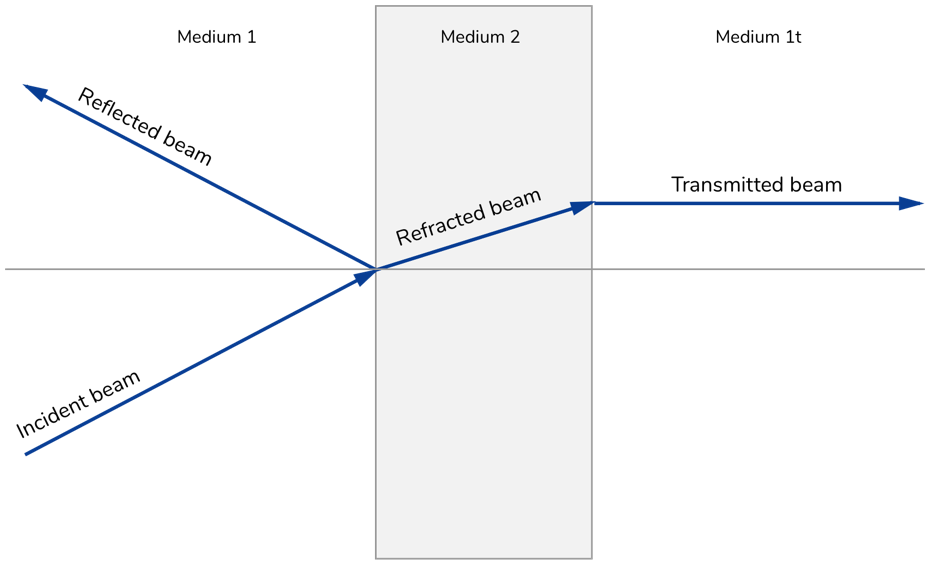 Medium 1
Medium 2
Medium 1t
Reflected beam
Refracted beam
Transmitted beam
Incident beam